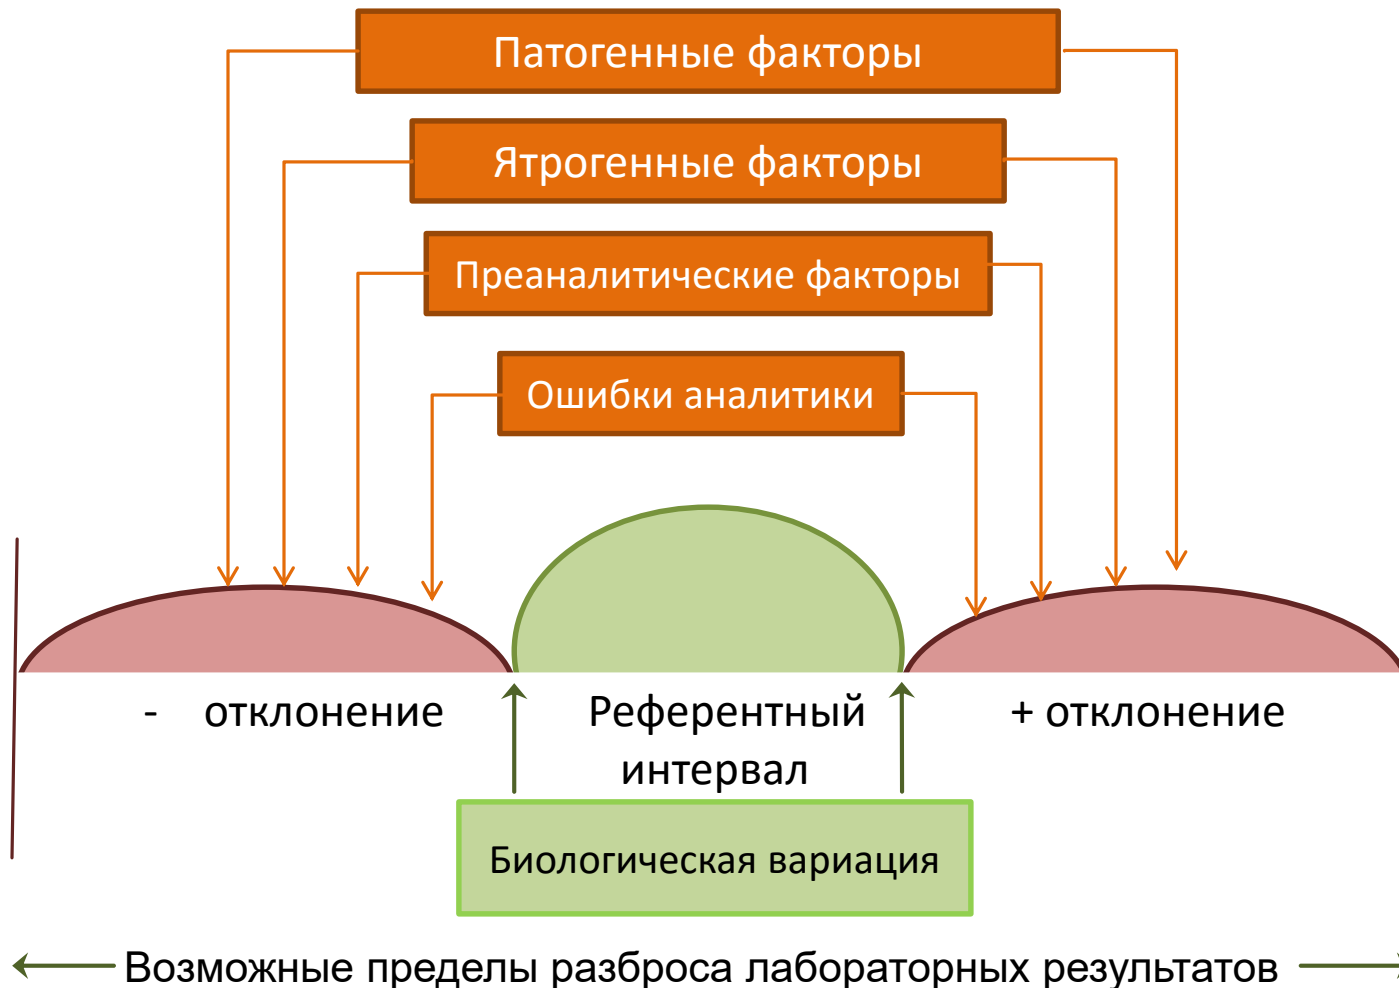 Патогенные факторы
Ятрогенные факторы
Преаналитические факторы
Ошибки аналитики
- отклонение
Референтный
интервал
+ отклонение
Биологическая вариация
Возможные пределы разброса лабораторных результатов